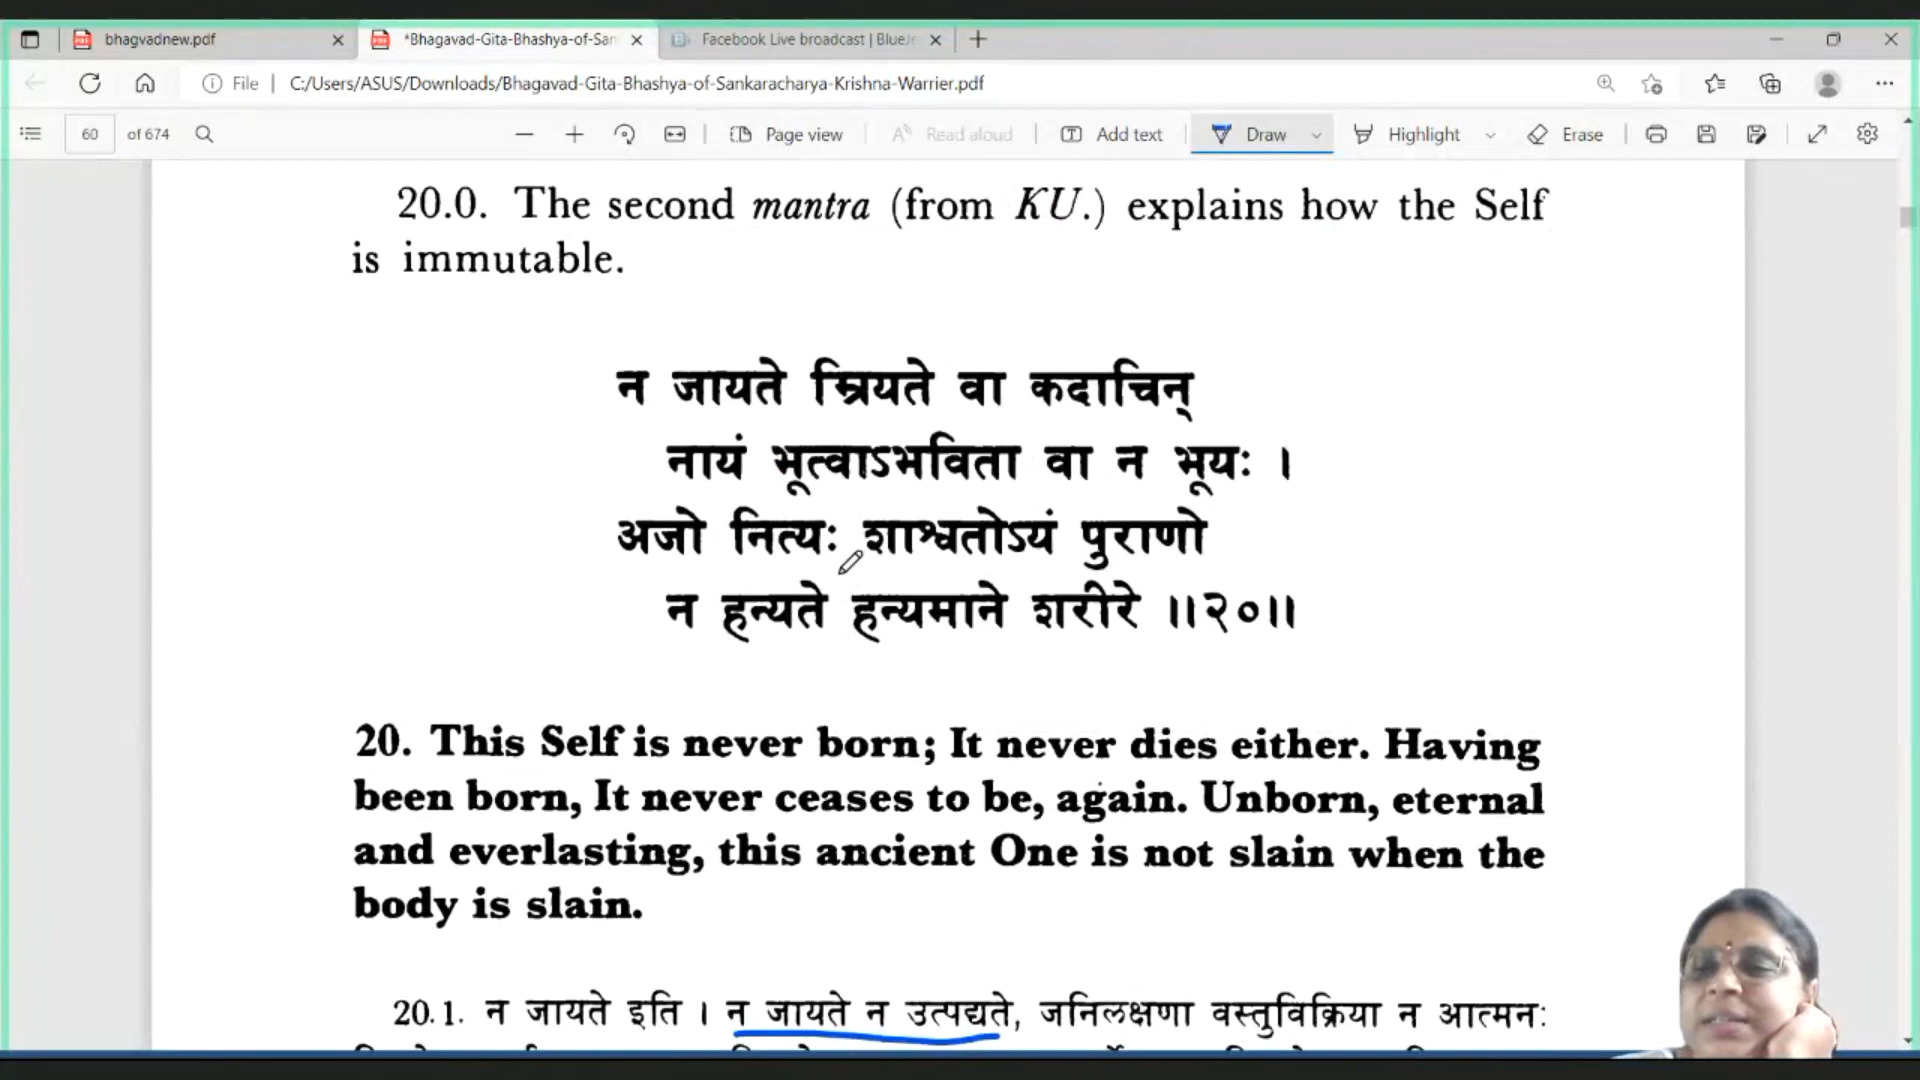 bhagvadnew.pdf
*Bhagavad-Gita-Bhashya-of-San
Facebook Live broadcast | BlueJe
File | C:/Users/ASUS/Downloads/Bhagavad-Gita-Bhashya-of-Sankaracharya-Krishna-Warrier.pdf
60 of 674
Page view
Read aloud
Add text
Draw
Highlight
Erase
20.0. The second mantra (from KU.) explains how the Self
is immutable.
न जायते म्रियते वा कदाचिन्
नायं भूत्वाऽभविता वा न भूयः ।
अजो नित्यः शाश्वतोऽयं पुराणो
न हन्यते हन्यमाने शरीरे ॥२०॥
20. This Self is never born; It never dies either. Having
been born, It never ceases to be, again. Unborn, eternal
and everlasting, this ancient One is not slain when the
body is slain.
20.1. न जायते इति । न जायते न उत्पद्यते, जनिलक्षणा वस्तुविक्रिया न आत्मनः